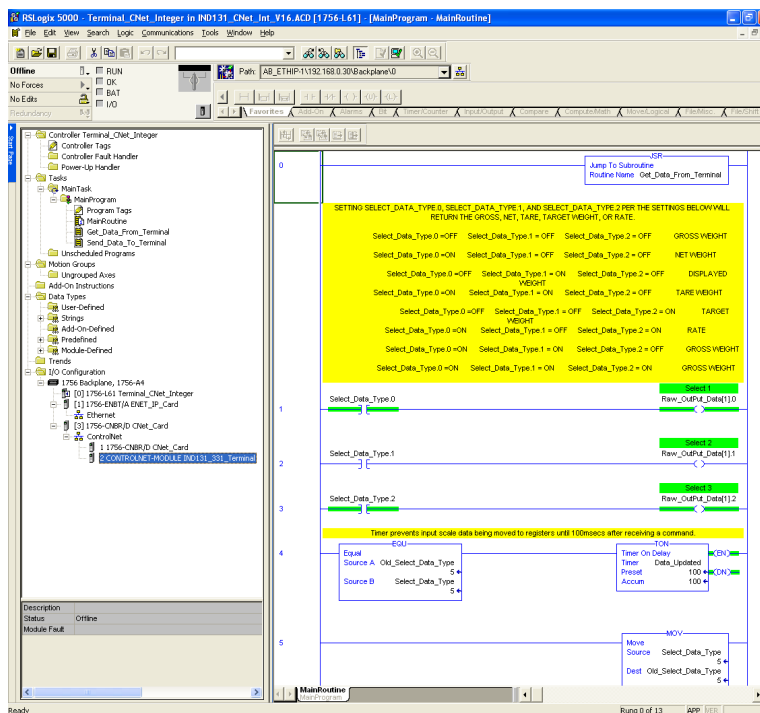 RSLogix 5000 - Terminal_CNet_Integer in IND131_CNet_Int_V16.ACD [1756-L61] - [MainProgram - MainRoutine]
File Edit View Search Logic Communications Tools Window Help
Offline
RUN
No Forces
OK
No Edits
BAT
Redundancy
I/O
Path: AB_ETHIP-1\192.168.0.30\Backplane\0
Favorites Add-On Alarms Bit Timer/Counter Input/Output Compare Compute/Math Move/Logical File/Misc. File/Shift
Start Page
Controller Terminal_CNet_Integer
Controller Tags
Controller Fault Handler
Power-Up Handler
Tasks
MainTask
MainProgram
Program Tags
MainRoutine
Get_Data_From_Terminal
Send_Data_To_Terminal
Unscheduled Programs
Motion Groups
Ungrouped Axes
Add-On Instructions
Data Types
User-Defined
Strings
Add-On-Defined
Predefined
Module-Defined
Trends
I/O Configuration
1756 Backplane, 1756-A4
[0] 1756-L61 Terminal_CNet_Integer
[1] 1756-ENBT/A ENET_IP_Card
Ethernet
[3] 1756-CNBR/D CNet_Card
ControlNet
1 1756-CNBR/D CNet_Card
2 CONTROLNET-MODULE IND131_331_Terminal
Description
Status Offline
Module Fault
0
JSR
Jump To Subroutine
Routine Name Get_Data_From_Terminal
SETTING SELECT_DATA_TYPE.0, SELECT_DATA_TYPE.1, AND SELECT_DATA_TYPE.2 PER THE SETTINGS BELOW WILL
RETURN THE GROSS, NET, TARE, TARGET WEIGHT, OR RATE.
Select_Data_Type.0 =OFF Select_Data_Type.1 = OFF Select_Data_Type.2 = OFF GROSS WEIGHT
Select_Data_Type.0 =ON Select_Data_Type.1 = OFF Select_Data_Type.2 = OFF NET WEIGHT
Select_Data_Type.0 =OFF Select_Data_Type.1 = ON Select_Data_Type.2 = OFF DISPLAYED
WEIGHT
Select_Data_Type.0 =ON Select_Data_Type.1 = ON Select_Data_Type.2 = OFF TARE WEIGHT
Select_Data_Type.0 =OFF Select_Data_Type.1 = OFF Select_Data_Type.2 = ON TARGET
WEIGHT
Select_Data_Type.0 =ON Select_Data_Type.1 = OFF Select_Data_Type.2 = ON RATE
Select_Data_Type.0 =ON Select_Data_Type.1 = ON Select_Data_Type.2 = OFF GROSS WEIGHT
Select_Data_Type.0 =ON Select_Data_Type.1 = ON Select_Data_Type.2 = ON GROSS WEIGHT
Select 1
Select_Data_Type.0 Raw_OutPut_Data[1].0
1
Select 2
Select_Data_Type.1 Raw_OutPut_Data[1].1
2
Select 3
Select_Data_Type.2 Raw_OutPut_Data[1].2
3
Timer prevents input scale data being moved to registers until 100msecs after receiving a command.
4
EQU
Equal
Source A Old_Select_Data_Type
5
Source B Select_Data_Type
5
TON
Timer On Delay
Timer Data_Updated
Preset 100
Accum 100
EN
DN
5
MOV
Move
Source Select_Data_Type
5
Dest Old_Select_Data_Type
5
MainRoutine
MainProgram
Ready
Rung 0 of 13
APP VER